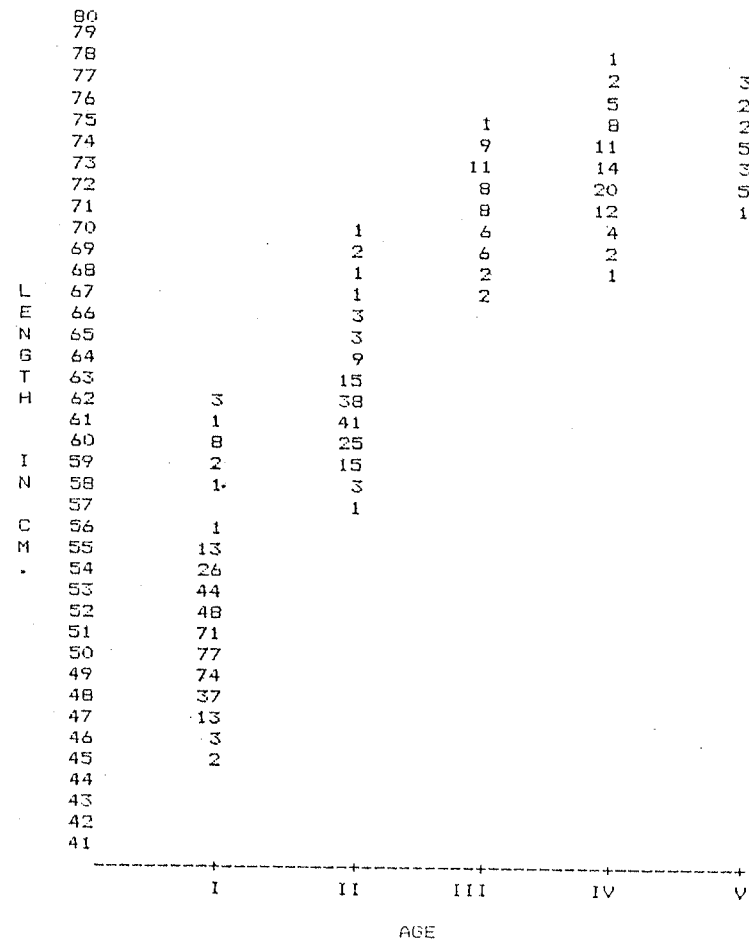 80
79
78 1
77 2 3
76 5 2
75 1 8 2
74 9 11 5
73 11 14 3
72 8 20 5
71 8 12 1
70 1 6 4
69 2 6 2
68 1 2 1
L 67 1 2
E 66 3
N 65 3
G 64 9
T 63 15
H 62 3 38
61 1 41
60 8 25
I 59 2 15
N 58 1 3
57 1
C 56 1
M 55 13
. 54 26
53 44
52 48
51 71
50 77
49 74
48 37
47 13
46 3
45 2
44
43
42
41
I II III IV V
AGE